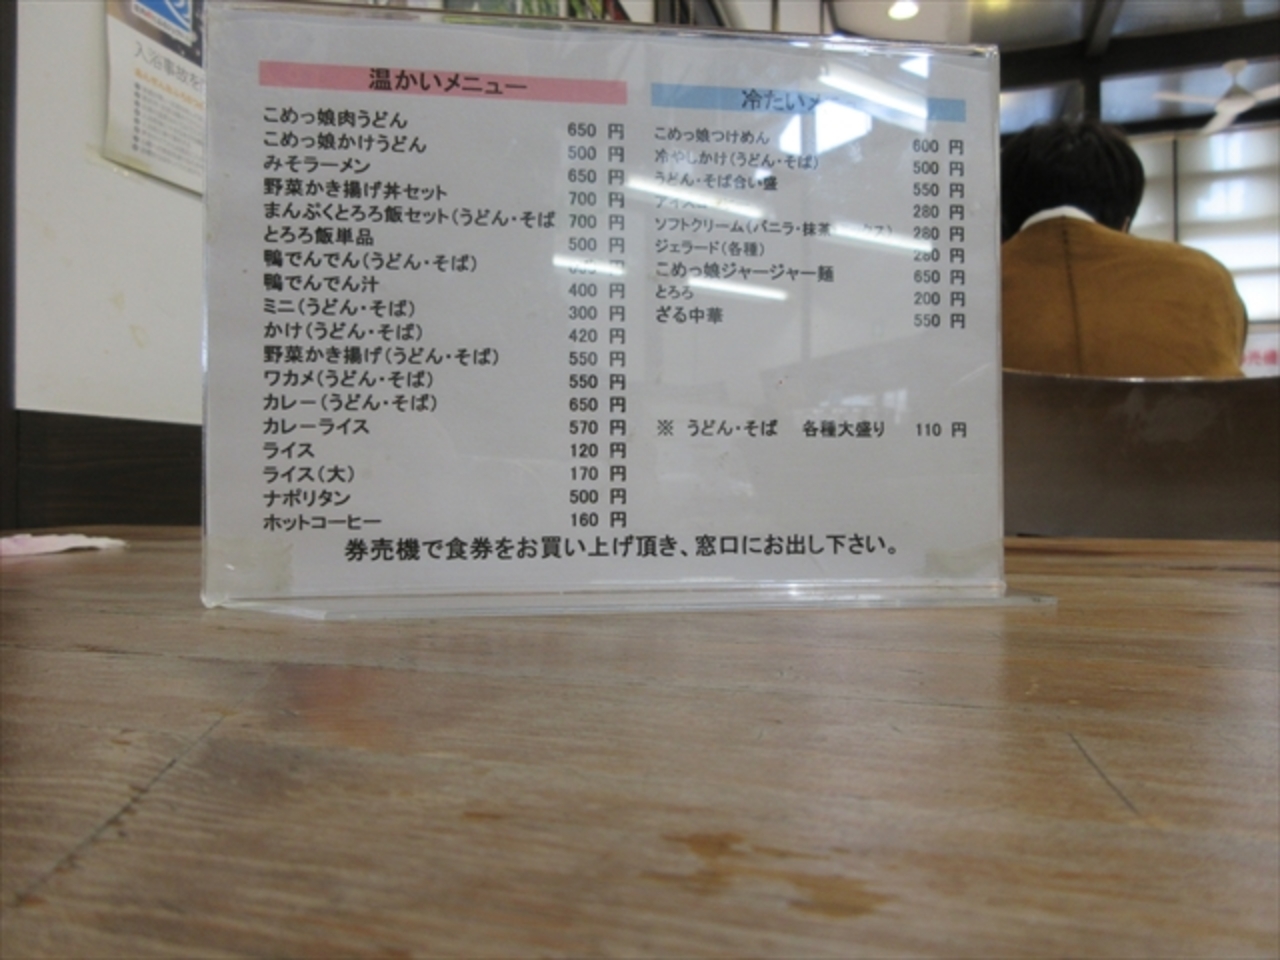 入浴事故を
温かいメニュー
こめっ娘肉うどん 650 円
こめっ娘かけうどん 500 円
みそラーメン 650 円
野菜かき揚げ丼セット 700 円
まんぷくとろろ飯セット(うどん・そば 700 円
とろろ飯単品 500 円
鴨でんでん(うどん・そば) 円
鴨でんでん汁 400 円
ミニ(うどん・そば) 300 円
かけ(うどん・そば) 420 円
野菜かき揚げ(うどん・そば) 550 円
ワカメ(うどん・そば) 550 円
カレー(うどん・そば) 650 円
カレーライス 570 円
ライス 120 円
ライス(大) 170 円
ナポリタン 500 円
ホットコーヒー 160 円
冷たいメ
こめっ娘つけめん 600 円
冷やしかけ(うどん・そば) 500 円
うどん・そば合い盛 550 円
280 円
ソフトクリーム(バニラ・抹茶 ックス) 280 円
ジェラード(各種) 280 円
こめっ娘ジャージャー麺 650 円
とろろ 200 円
ざる中華 550 円
※ うどん・そば 各種大盛り 110 円
券売機で食券をお買い上げ頂き、窓口にお出し下さい。